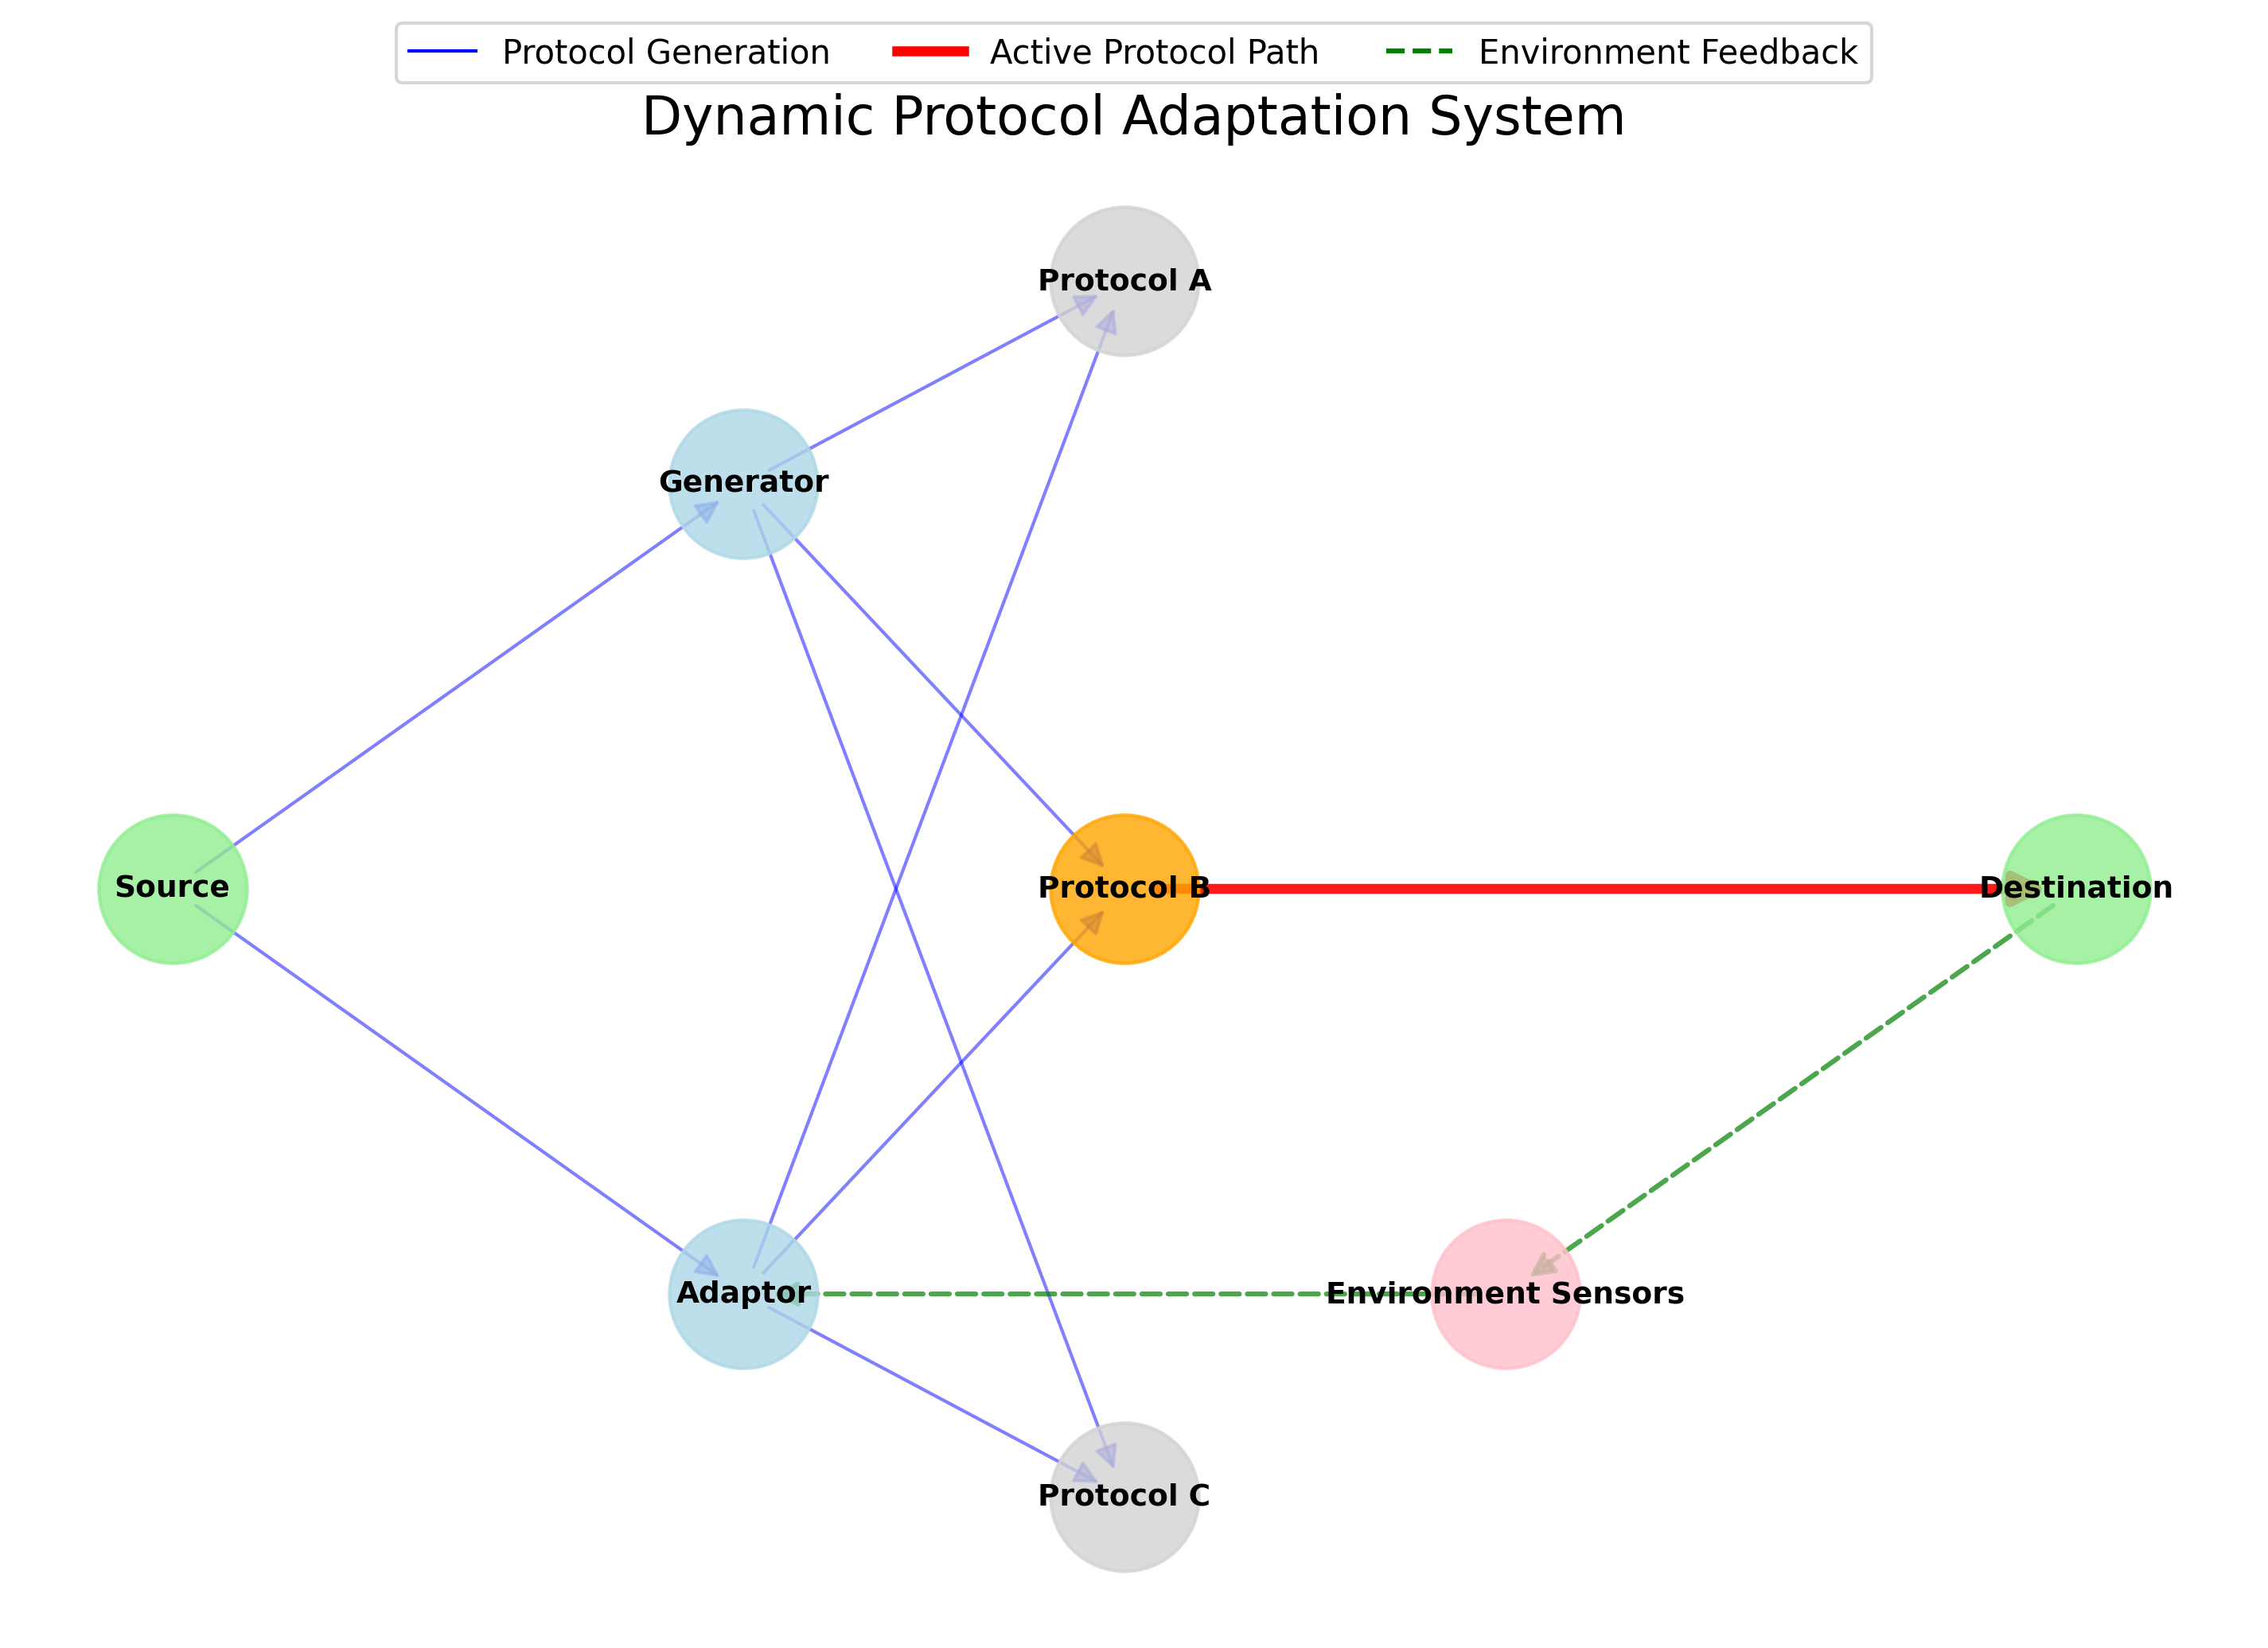 Protocol Generation Active Protocol Path Environment Feedback
Dynamic Protocol Adaptation System
Protocol A
Generator
Source
Protocol B
Destination
Adaptor
Environment Sensors
Protocol C